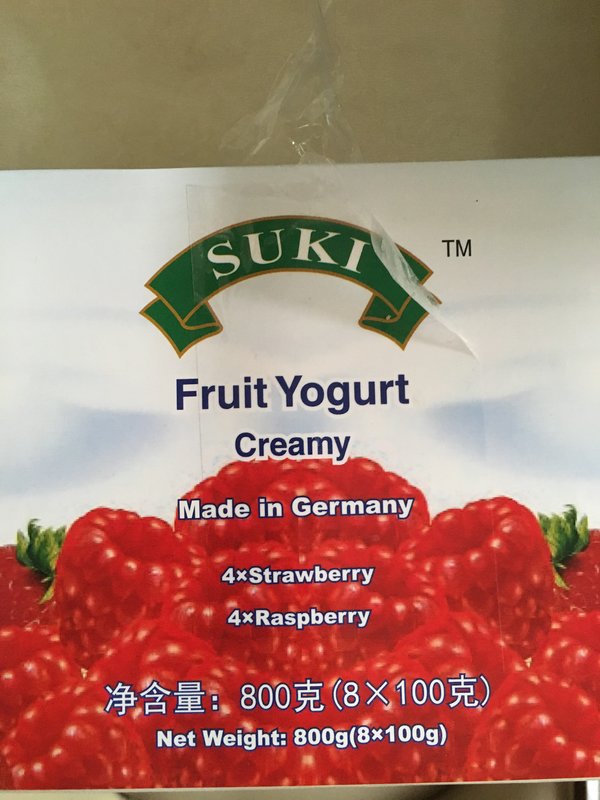 SUKI
TM
Fruit Yogurt
Creamy
Made in Germany
4×Strawberry
4×Raspberry
净含量：800克(8×100克)
Net Weight: 800g(8×100g)